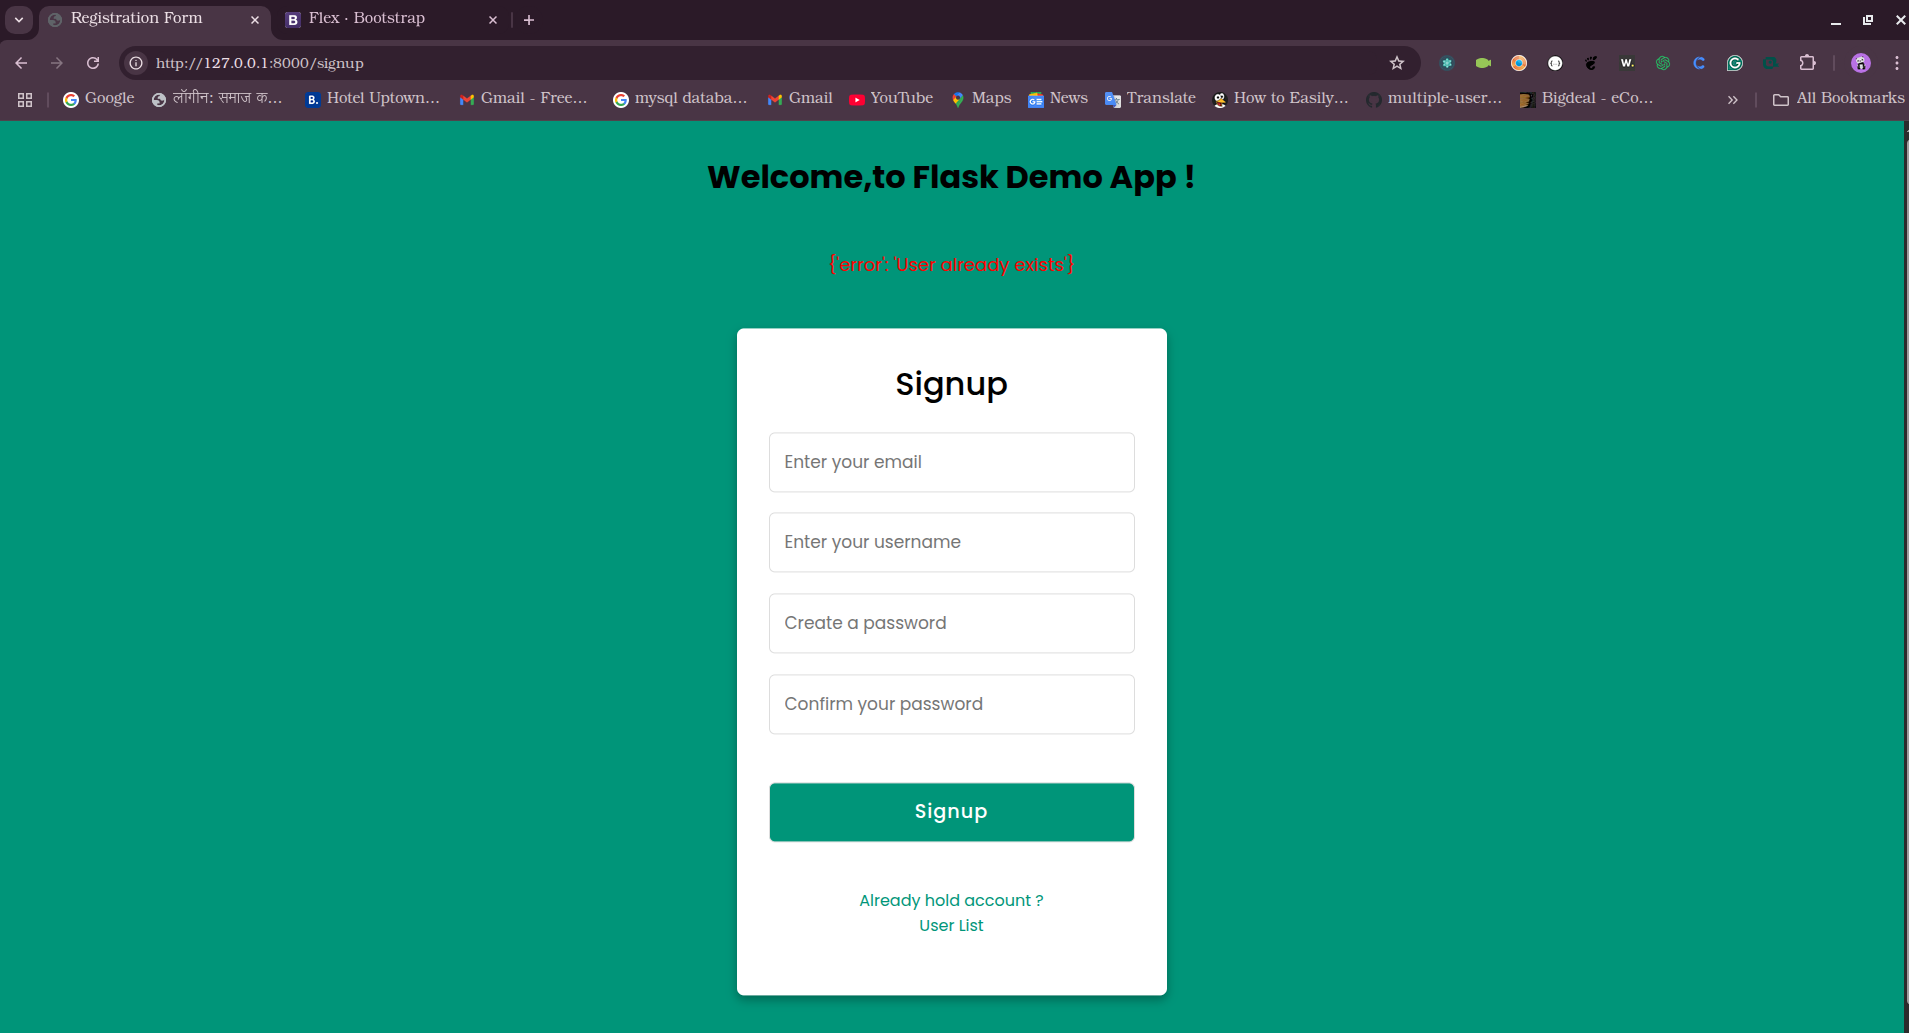 Registration Form
Flex · Bootstrap
http://127.0.0.1:8000/signup
Google
लॉगीन: समाज क...
Hotel Uptown...
Gmail - Free...
mysql databa...
Gmail
YouTube
Maps
News
Translate
How to Easily...
multiple-user...
Bigdeal - eCo...
All Bookmarks
Welcome,to Flask Demo App !
{'error': 'User already exists'}
Signup
Enter your email
Enter your username
Create a password
Confirm your password
Signup
Already hold account ?
User List